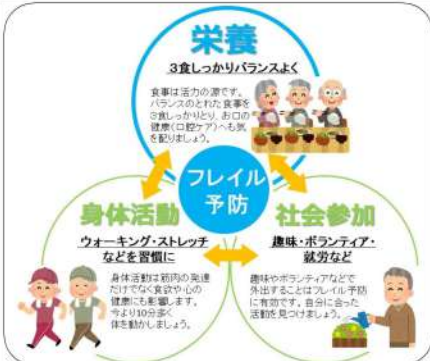 栄養
3食しっかりバランスよく
食事は活力の源です。
バランスのとれた食事を
3食しっかりとり、お口の
健康(口腔ケア)へも気
を配りましょう。
フレイル
予防
身体活動
ウォーキング・ストレッチ
などを習慣に
身体活動は筋肉の発達
だけでなく食欲や心の
健康にも影響します。
今より10分多く
体を動かしましょう。
社会参加
趣味・ボランティア・
就労など
趣味やボランティアなどで
外出することはフレイル予防
に有効です。自分に合った
活動を見つけましょう。